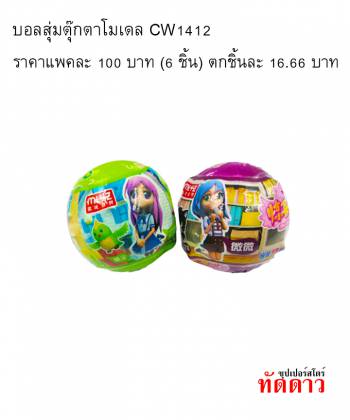 บอลสุ่มตุ๊กตาโมเดล CW1412
ราคาแพคละ 100 บาท (6 ชิ้น) ตกชิ้นละ 16.66 บาท
微微
ซุปเปอร์สโตร์
ทัดดาว